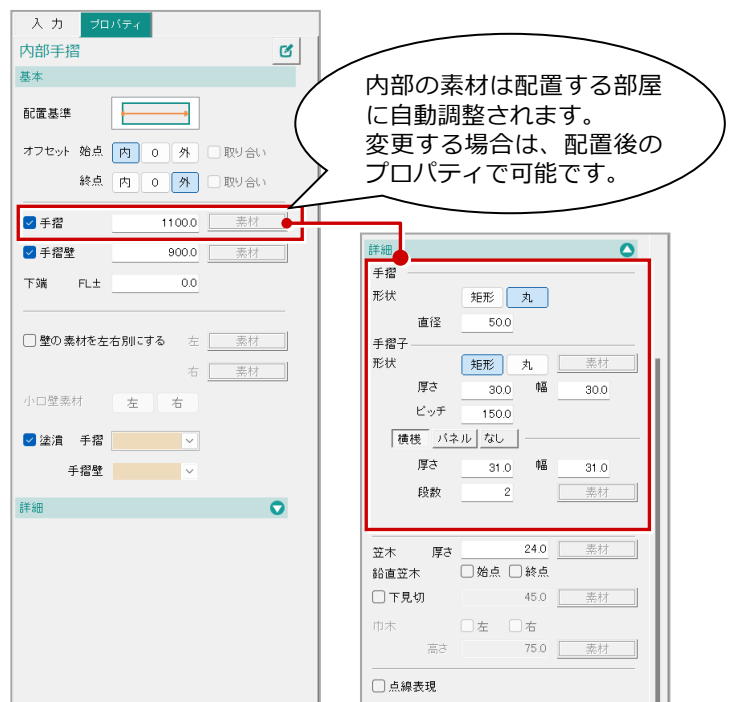 入 力 プロパティ
内部手摺
基本
配置基準
オフセット 始点 内 0 外 取り合い
終点 内 0 外 取り合い
手摺 1100.0 素材
手摺壁 900.0 素材
下端 FL± 0.0
壁の素材を左右別にする 左 素材
右 素材
小口壁素材 左 右
塗潰 手摺
手摺壁
詳細
内部の素材は配置する部屋
に自動調整されます。
変更する場合は、配置後の
プロパティで可能です。
詳細
手摺
形状 矩形 丸
直径 50.0
手摺子
形状 矩形 丸 素材
厚さ 30.0 幅 30.0
ピッチ 150.0
横桟 パネル なし
厚さ 31.0 幅 31.0
段数 2 素材
笠木 厚さ 24.0 素材
鉛直笠木 始点 終点
下見切 45.0 素材
巾木 左 右
高さ 75.0 素材
点線表現